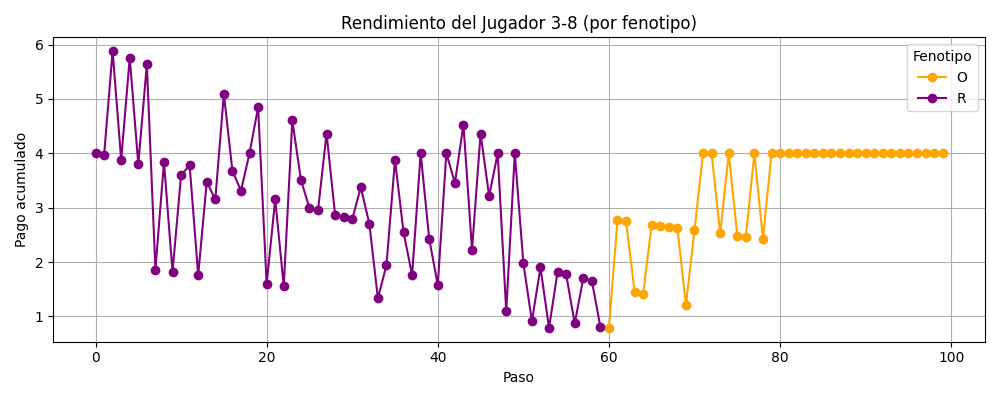 Rendimiento del Jugador 3-8 (por fenotipo)
Pago acumulado
6
5
4
3
2
1
Fenotipo
O
R
0 20 40 60 80 100
Paso